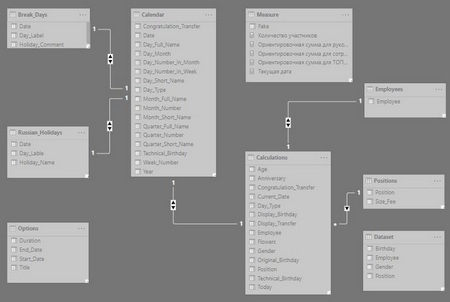 Break_Days
Date
Day_Label
Holiday_Comment
Calendar
Congratulation_Transfer
Date
Day_Full_Name
Day_Month
Day_Number_In_Month
Day_Number_In_Week
Day_Short_Name
Day_Type
Month_Full_Name
Month_Number
Month_Short_Name
Quarter_Full_Name
Quarter_Number
Quarter_Short_Name
Technical_Birthday
Week_Number
Year
Measure
Faka
Количество участников
Ориентировочная сумма для руко...
Ориентировочная сумма для сотр...
Ориентировочная сумма для ТОП...
Текущая дата
Employees
Employee
Russian_Holidays
Date
Day_Lable
Holiday_Name
Calculations
Age
Anniversary
Congratulation_Transfer
Current_Date
Day_Type
Display_Birthday
Display_Transfer
Employee
Flowers
Gender
Original_Birthday
Position
Technical_Birthday
Today
Positions
Position
Size_Fee
Options
Duration
End_Date
Start_Date
Title
Dataset
Birthday
Employee
Gender
Position
1
1
1
1
1
1
1
1
1
*